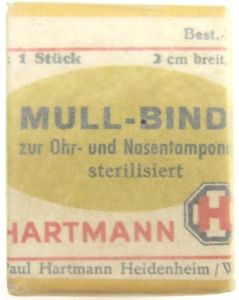 Best.-
: 1 Stück 2 cm breit,
MULL-BIND
zur Ohr- und Nasentampon
sterilisiert
HARTMANN H
Paul Hartmann Heidenheim/W